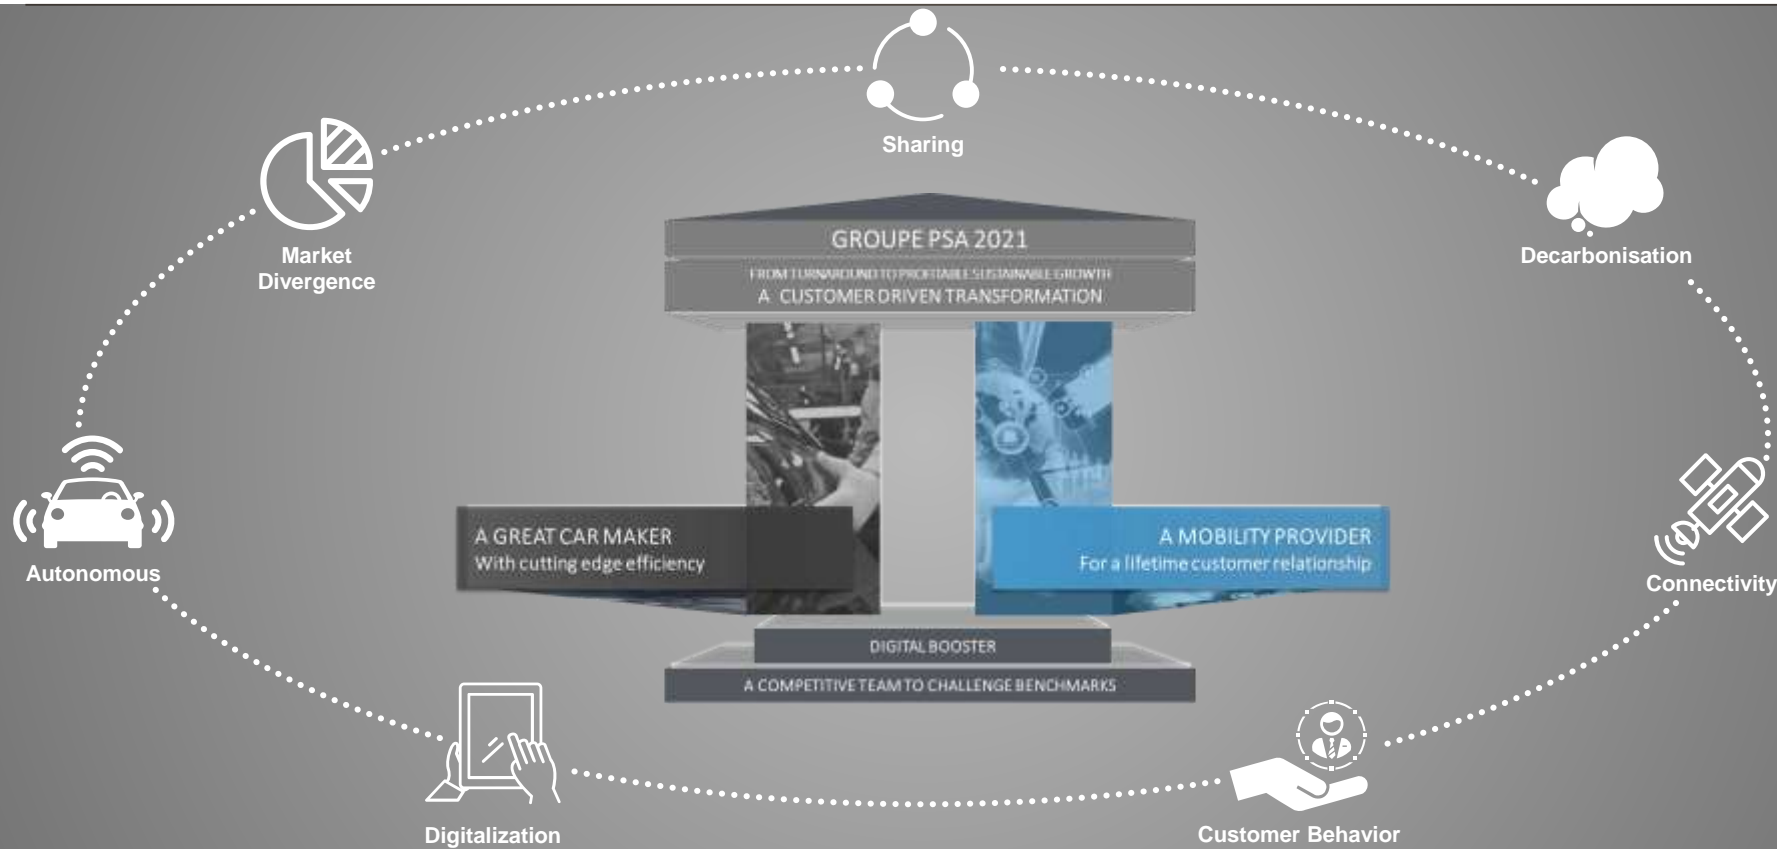 Sharing
Market
Divergence
Decarbonisation
GROUPE PSA 2021
FROM TURNAROUND TO PROFITABLE SUSTAINABLE GROWTH
A CUSTOMER DRIVEN TRANSFORMATION
A GREAT CAR MAKER
With cutting edge efficiency
A MOBILITY PROVIDER
For a lifetime customer relationship
Autonomous
Connectivity
DIGITAL BOOSTER
A COMPETITIVE TEAM TO CHALLENGE BENCHMARKS
Digitalization
Customer Behavior